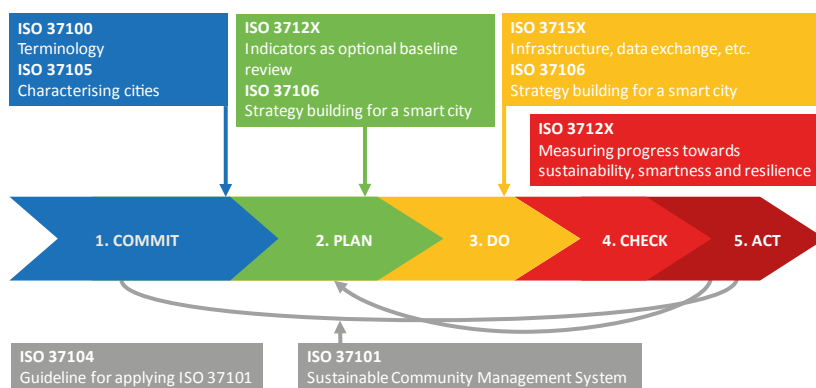 ISO 37100
Terminology
ISO 37105
Characterising cities
ISO 3712X
Indicators as optional baseline
review
ISO 37106
Strategy building for a smart city
ISO 3715X
Infrastructure, data exchange, etc.
ISO 37106
Strategy building for a smart city
ISO 3712X
Measuring progress towards
sustainability, smartness and resilience
1. COMMIT
2. PLAN
3. DO
4. CHECK
5. ACT
ISO 37104
Guideline for applying ISO 37101
ISO 37101
Sustainable Community Management System